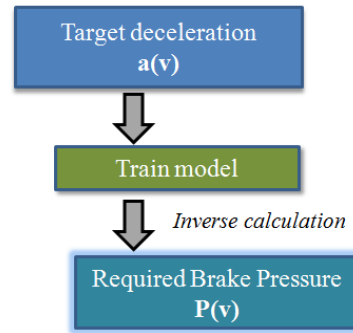 Target deceleration
a(v)
Train model
Inverse calculation
Required Brake Pressure
P(v)